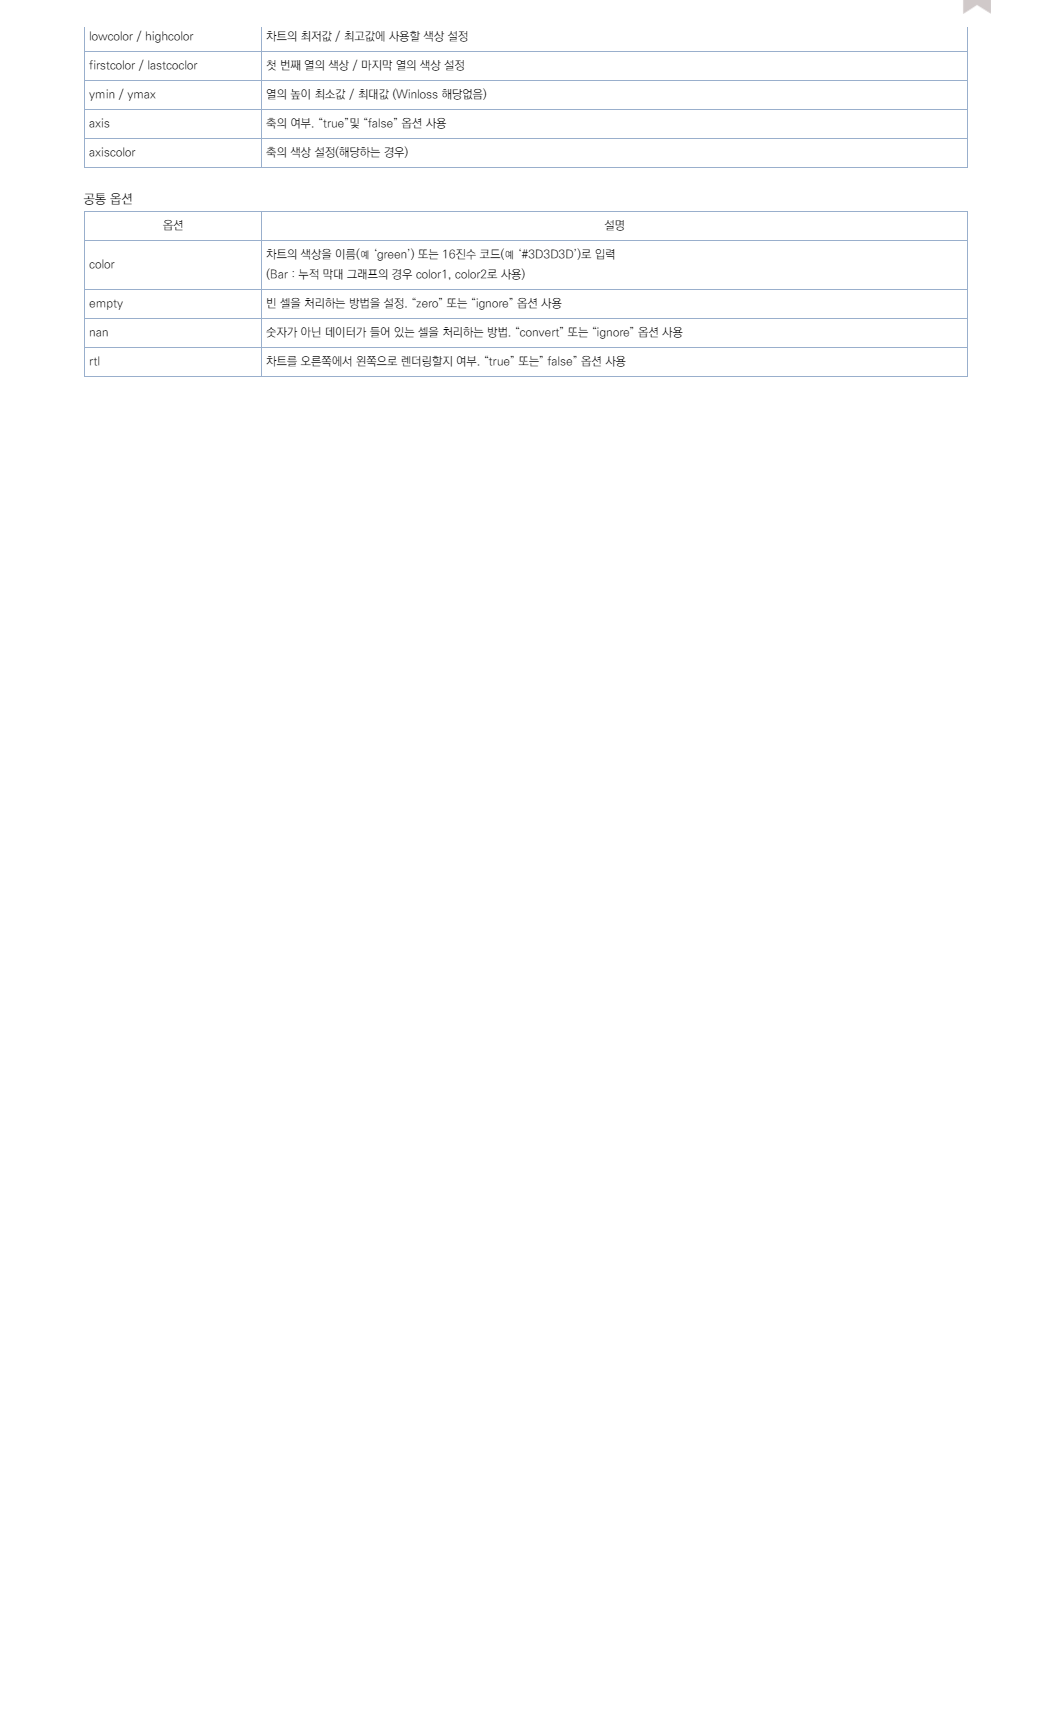 lowcolor / highcolor 차트의 최저값 / 최고값에 사용할 색상 설정
firstcolor / lastcoclor 첫 번째 열의 색상 / 마지막 열의 색상 설정
ymin / ymax 열의 높이 최소값 / 최대값 (Winloss 해당없음)
axis 축의 여부. “true”및 “false” 옵션 사용
axiscolor 축의 색상 설정(해당하는 경우)
공통 옵션
옵션 설명
color 차트의 색상을 이름(예 ‘green’) 또는 16진수 코드(예 ‘#3D3D3D’)로 입력
(Bar : 누적 막대 그래프의 경우 color1, color2로 사용)
empty 빈 셀을 처리하는 방법을 설정. “zero” 또는 “ignore” 옵션 사용
nan 숫자가 아닌 데이터가 들어 있는 셀을 처리하는 방법. “convert” 또는 “ignore” 옵션 사용
rtl 차트를 오른쪽에서 왼쪽으로 렌더링할지 여부. “true” 또는” false” 옵션 사용